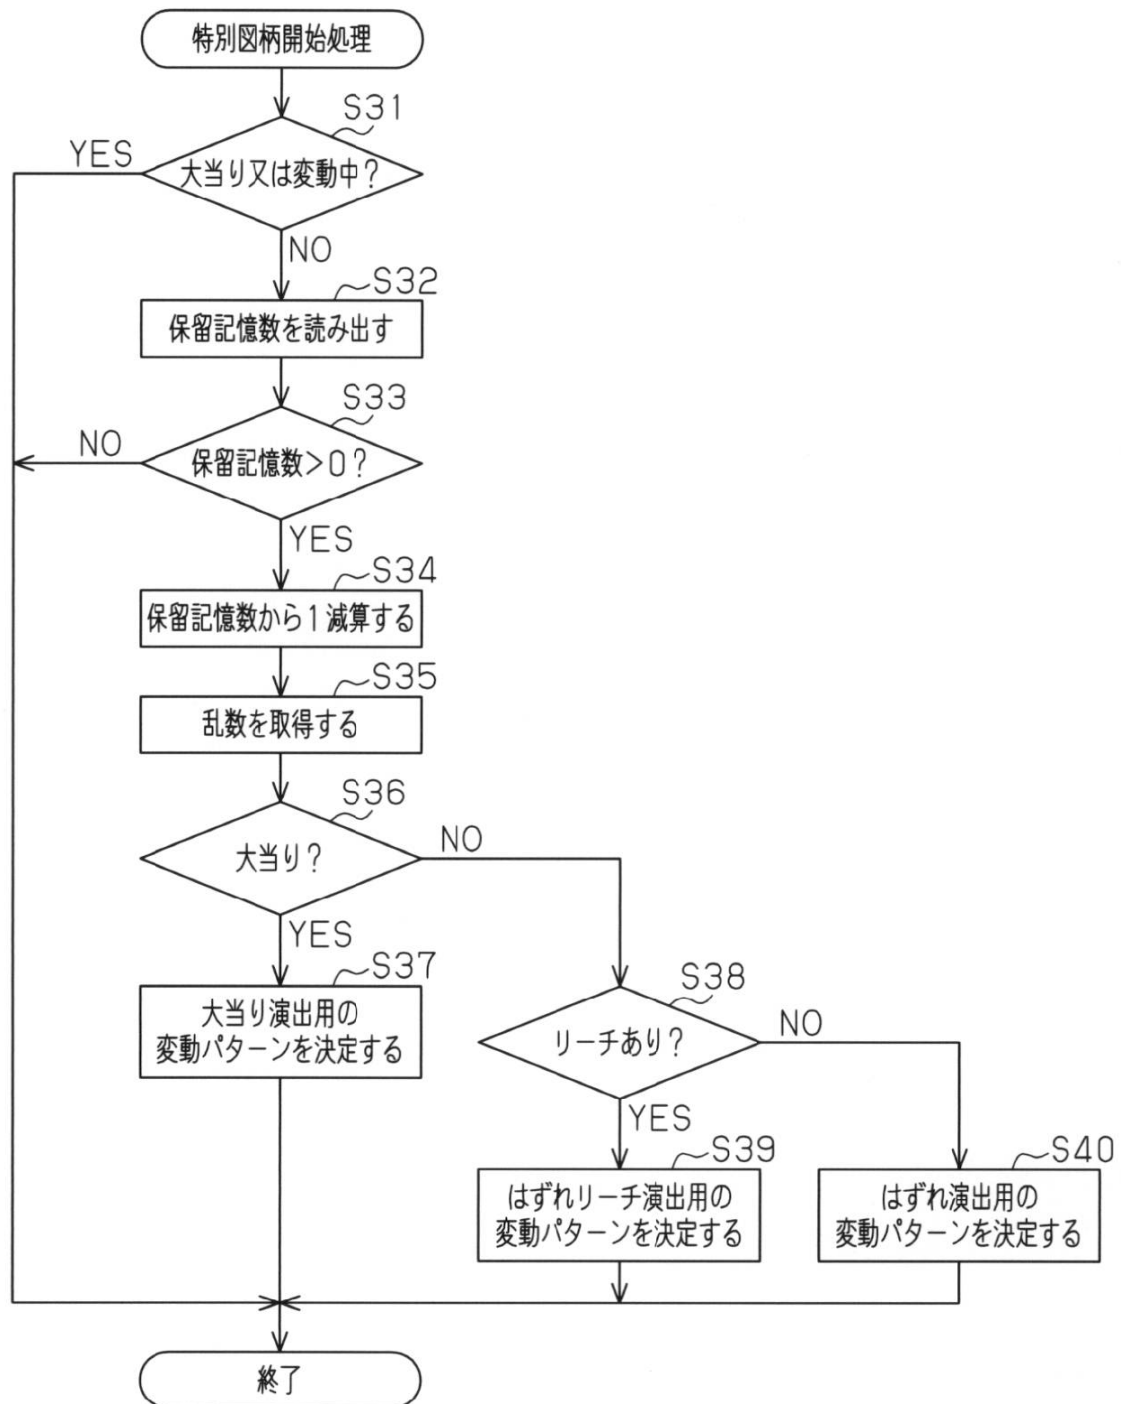 特別図柄開始処理
S31
YES
大当り又は変動中?
NO
S32
保留記憶数を読み出す
S33
NO
保留記憶数>0?
YES
S34
保留記憶数から1減算する
S35
乱数を取得する
S36
大当り?
NO
YES
S37
大当り演出用の
変動パターンを決定する
S38
リーチあり?
NO
YES
S39
はずれリーチ演出用の
変動パターンを決定する
S40
はずれ演出用の
変動パターンを決定する
終了